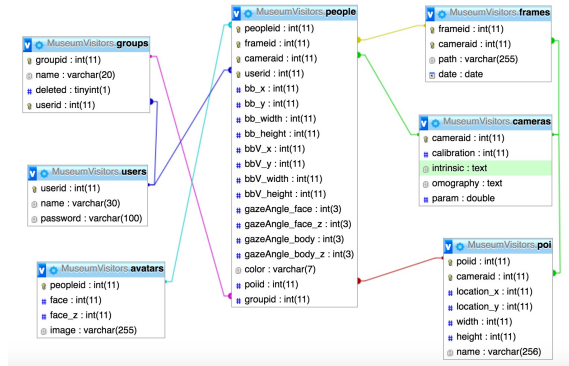 MuseumVisitors.groups
groupid : int(11)
name : varchar(20)
deleted : tinyint(1)
userid : int(11)
MuseumVisitors.users
userid : int(11)
name : varchar(30)
password : varchar(100)
MuseumVisitors.avatars
peopleid : int(11)
face : int(11)
face_z : int(11)
image : varchar(255)
MuseumVisitors.people
peopleid : int(11)
frameid : int(11)
cameraid : int(11)
userid : int(11)
bb_x : int(11)
bb_y : int(11)
bb_width : int(11)
bb_height : int(11)
bbV_x : int(11)
bbV_y : int(11)
bbV_width : int(11)
bbV_height : int(11)
gazeAngle_face : int(3)
gazeAngle_face_z : int(3)
gazeAngle_body : int(3)
gazeAngle_body_z : int(3)
color : varchar(7)
poiid : int(11)
groupid : int(11)
MuseumVisitors.frames
frameid : int(11)
cameraid : int(11)
path : varchar(255)
date : date
MuseumVisitors.cameras
cameraid : int(11)
calibration : int(11)
intrinsic : text
omography : text
param : double
MuseumVisitors.poi
poiid : int(11)
cameraid : int(11)
location_x : int(11)
location_y : int(11)
width : int(11)
height : int(11)
name : varchar(256)